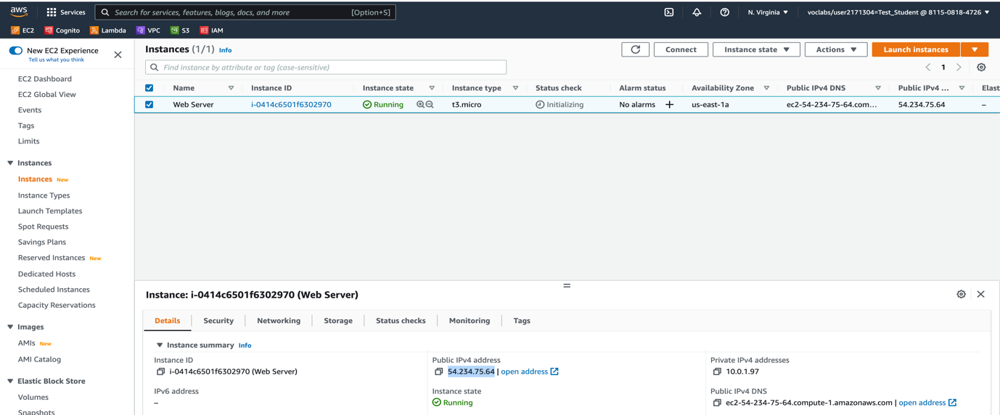 aws Services Search for services, features, blogs, docs, and more [Option+S] N. Virginia voclabs/user2171304=Test_Student @ 8115-0818-4726
EC2 Cognito Lambda VPC S3 IAM
New EC2 Experience
Tell us what you think
EC2 Dashboard
EC2 Global View
Events
Tags
Limits
Instances
Instances New
Instance Types
Launch Templates
Spot Requests
Savings Plans
Reserved Instances New
Dedicated Hosts
Scheduled Instances
Capacity Reservations
Images
AMIs New
AMI Catalog
Elastic Block Store
Volumes
Snapshots
Instances (1/1) Info Connect Instance state Actions Launch instances
Find instance by attribute or tag (case-sensitive) 1
Name Instance ID Instance state Instance type Status check Alarm status Availability Zone Public IPv4 DNS Public IPv4 ... Elast
Web Server i-0414c6501f6302970 Running t3.micro Initializing No alarms + us-east-1a ec2-54-234-75-64.com... 54.234.75.64 –
Instance: i-0414c6501f6302970 (Web Server)
Details Security Networking Storage Status checks Monitoring Tags
Instance summary Info
Instance ID Public IPv4 address Private IPv4 addresses
i-0414c6501f6302970 (Web Server) 54.234.75.64 | open address 10.0.1.97
IPv6 address Instance state Public IPv4 DNS
– Running ec2-54-234-75-64.compute-1.amazonaws.com | open address